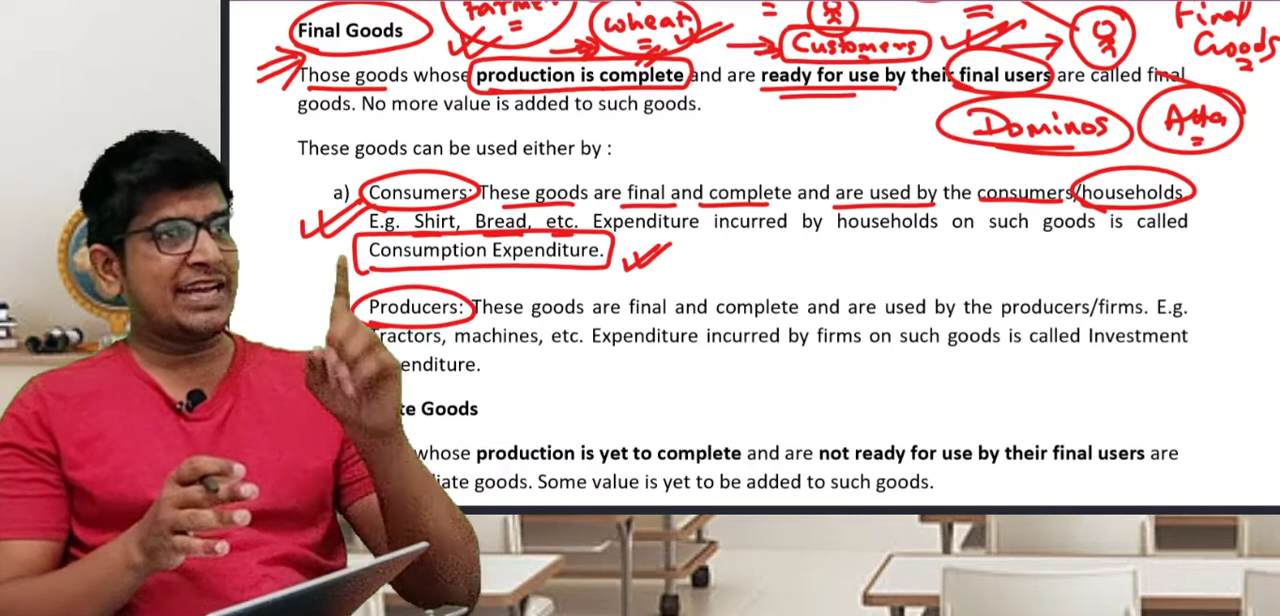 Farmer
wheat
Customers
Final
Goods
Final Goods
Those goods whose production is complete and are ready for use by their final users are called final
goods. No more value is added to such goods.
Dominos
Atta
These goods can be used either by :
a) Consumers: These goods are final and complete and are used by the consumers/households.
E.g. Shirt, Bread, etc. Expenditure incurred by households on such goods is called
Consumption Expenditure.
Producers: These goods are final and complete and are used by the producers/firms. E.g.
Tractors, machines, etc. Expenditure incurred by firms on such goods is called Investment
enditure.
te Goods
whose production is yet to complete and are not ready for use by their final users are
iate goods. Some value is yet to be added to such goods.